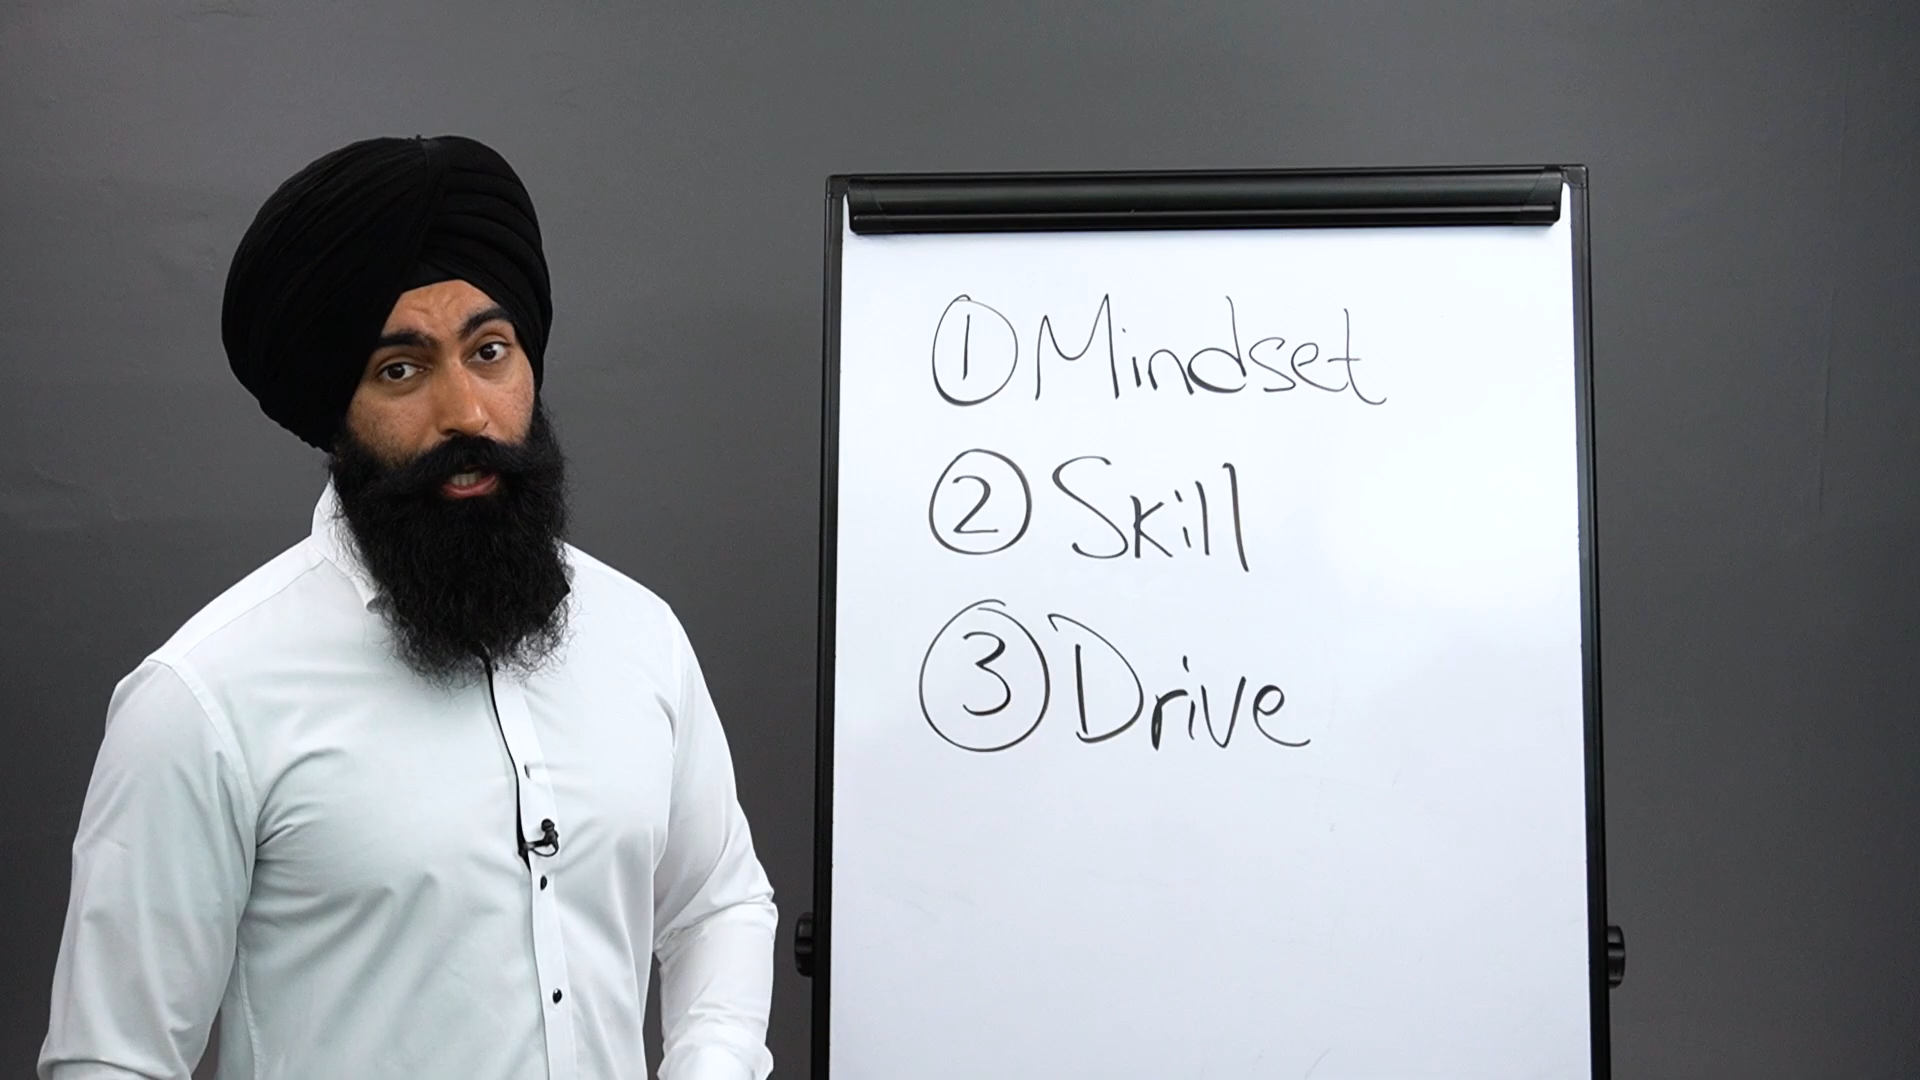 ① Mindset
② Skill
③ Drive